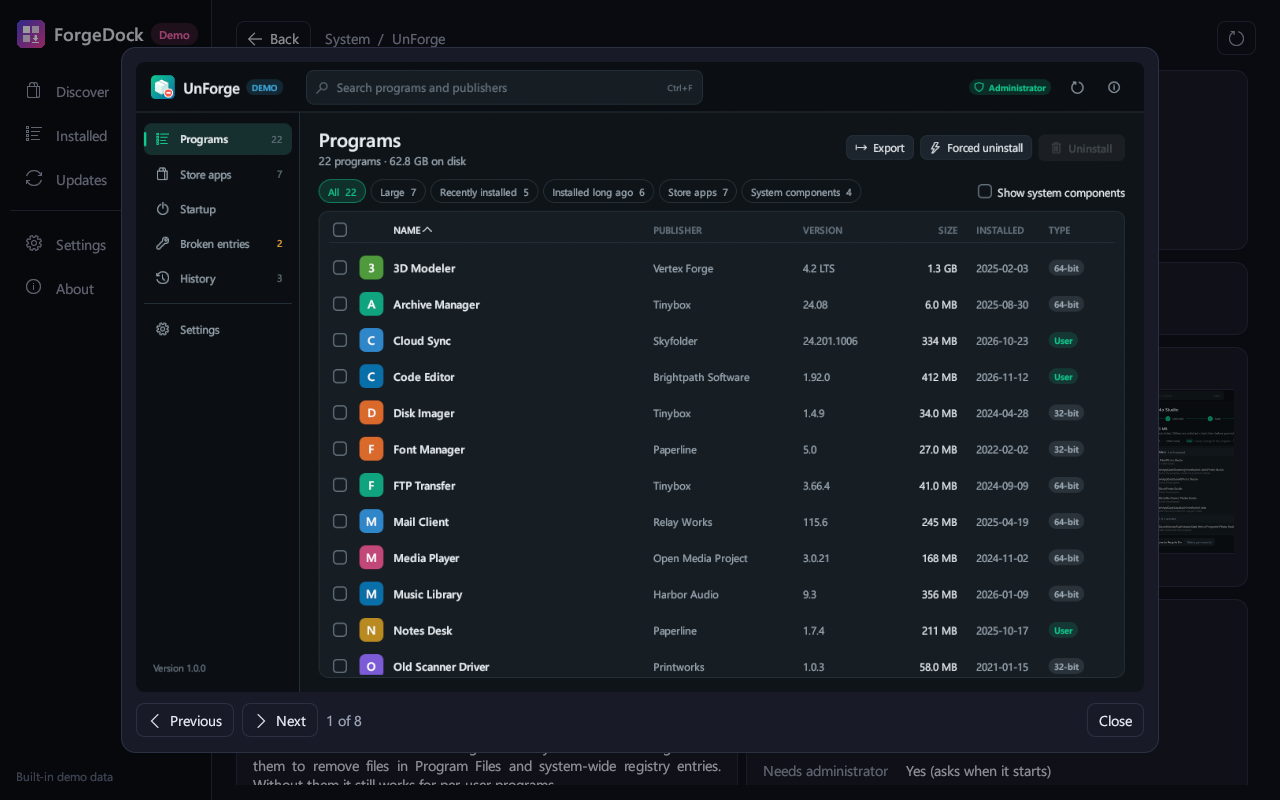 ForgeDock Demo
Back System / UnForge
Discover
Installed
Updates
Settings
About
Built-in demo data
UnForge DEMO
Search programs and publishers Ctrl+F
Administrator
Programs 22
Store apps 7
Startup
Broken entries 2
History 3
Settings
Version 1.0.0
Programs
22 programs · 62.8 GB on disk
Export Forced uninstall Uninstall
All 22 Large 7 Recently installed 5 Installed long ago 6 Store apps 7 System components 4
Show system components
NAME PUBLISHER VERSION SIZE INSTALLED TYPE
3 3D Modeler Vertex Forge 4.2 LTS 1.3 GB 2025-02-03 64-bit
A Archive Manager Tinybox 24.08 6.0 MB 2025-08-30 64-bit
C Cloud Sync Skyfolder 24.201.1006 334 MB 2026-10-23 User
C Code Editor Brightpath Software 1.92.0 412 MB 2026-11-12 User
D Disk Imager Tinybox 1.4.9 34.0 MB 2024-04-28 32-bit
F Font Manager Paperline 5.0 27.0 MB 2022-02-02 32-bit
F FTP Transfer Tinybox 3.66.4 41.0 MB 2024-09-09 64-bit
M Mail Client Relay Works 115.6 245 MB 2025-04-19 64-bit
M Media Player Open Media Project 3.0.21 168 MB 2024-11-02 64-bit
M Music Library Harbor Audio 9.3 356 MB 2026-01-09 64-bit
N Notes Desk Paperline 1.7.4 211 MB 2025-10-17 User
O Old Scanner Driver Printworks 1.0.3 58.0 MB 2021-01-15 32-bit
Previous Next 1 of 8 Close
them to remove files in Program Files and system-wide registry entries.
Without them it still works for per-user programs.
Needs administrator Yes (asks when it starts)